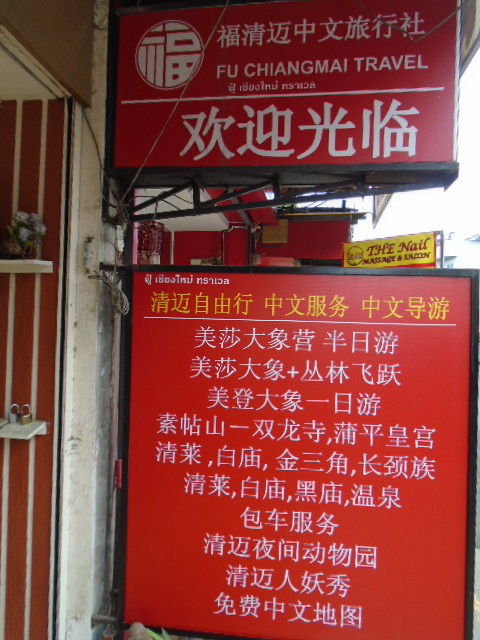 福
福清迈中文旅行社
FU CHIANGMAI TRAVEL
ฟู่ เชียงใหม่ ทราเวล
欢迎光临
THE Nail
MASSAGE & SALON
ฟู่ เชียงใหม่ ทราเวล
清迈自由行 中文服务 中文导游
美莎大象营 半日游
美莎大象+丛林飞跃
美登大象一日游
素帖山－双龙寺,蒲平皇宫
清莱,白庙,金三角,长颈族
清莱,白庙,黑庙,温泉
包车服务
清迈夜间动物园
清迈人妖秀
免费中文地图